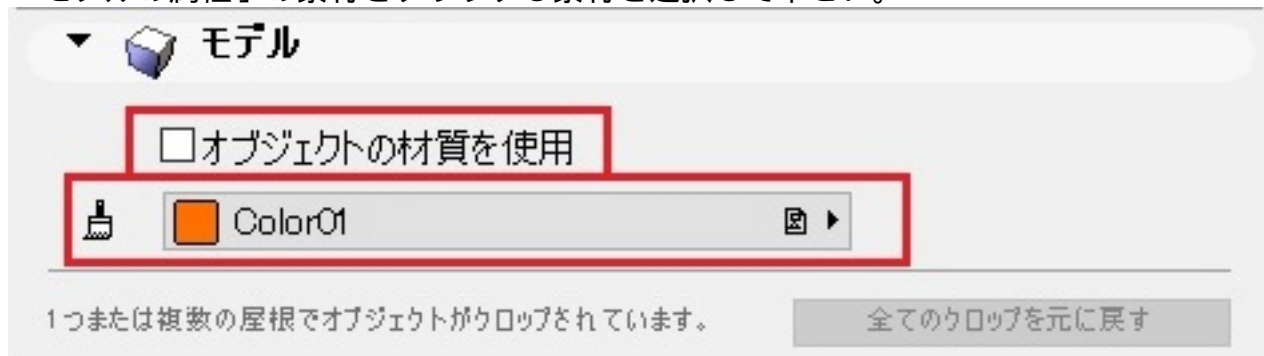 モデル
オブジェクトの材質を使用
Color01
1つまたは複数の屋根でオブジェクトがクロップされています。
全てのクロップを元に戻す